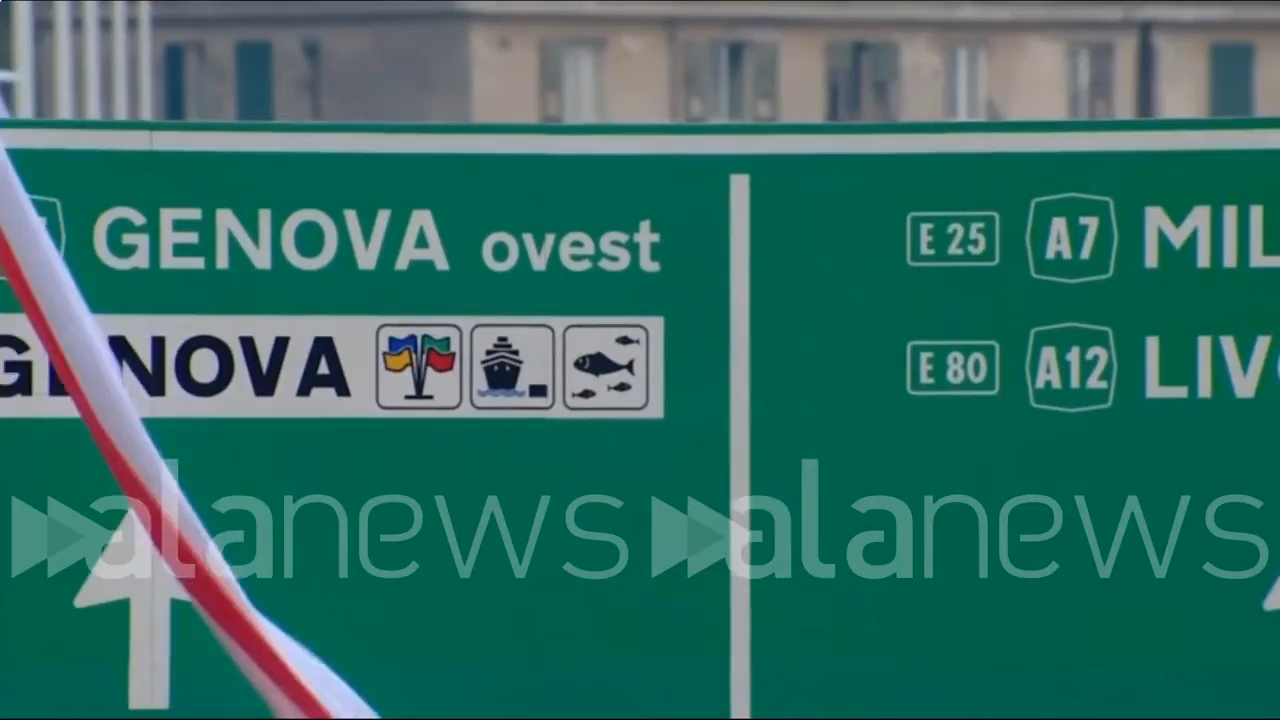 GENOVA ovest
GENOVA
E 25 A7 MIL
E 80 A12 LIV
alanews alanews